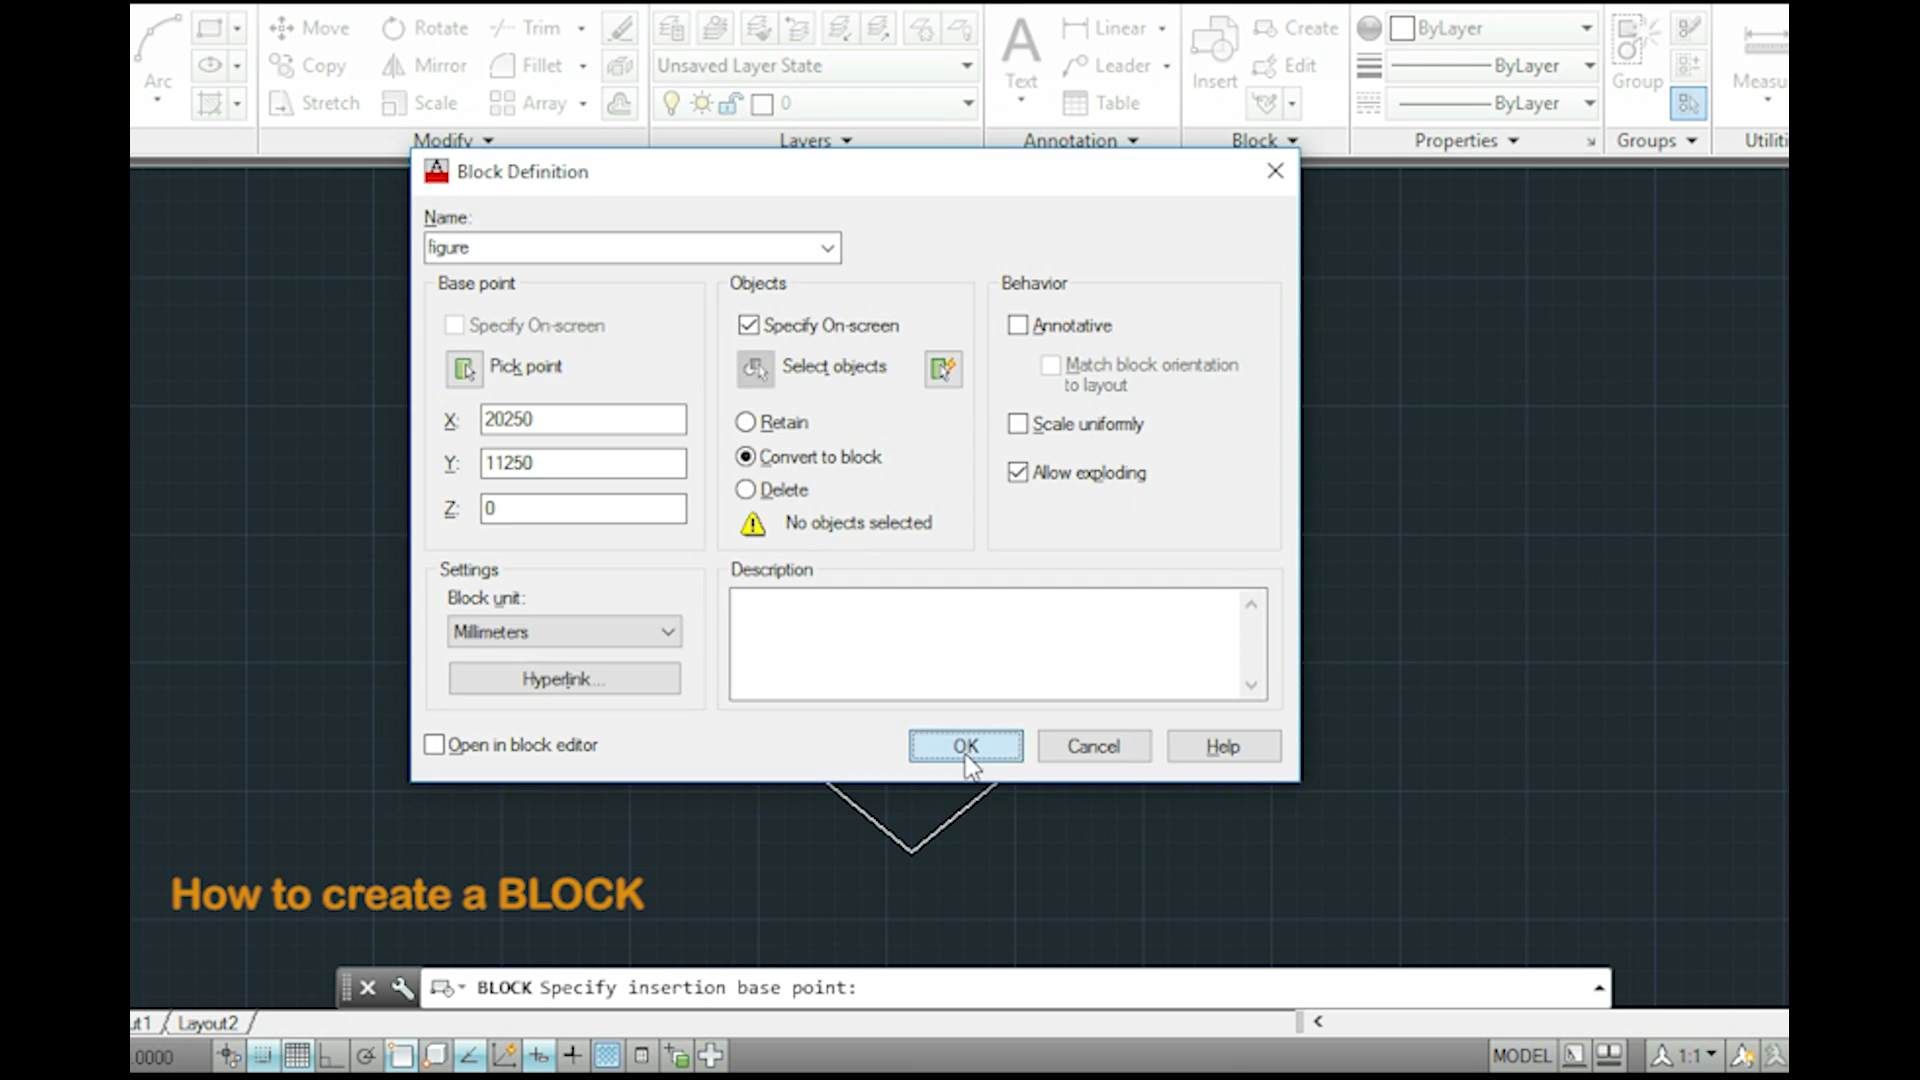 Arc
Move
Copy
Stretch
Rotate
Mirror
Scale
Trim
Fillet
Array
Modify
Unsaved Layer State
0
Layers
Text
Linear
Leader
Table
Annotation
Insert
Create
Edit
Block
ByLayer
ByLayer
ByLayer
Properties
Group
Groups
Measu
Utiliti
Block Definition
Name:
figure
Base point
Specify On-screen
Pick point
X: 20250
Y: 11250
Z: 0
Objects
Specify On-screen
Select objects
Retain
Convert to block
Delete
No objects selected
Behavior
Annotative
Match block orientation
to layout
Scale uniformly
Allow exploding
Settings
Block unit:
Millimeters
Hyperlink...
Description
Open in block editor
OK
Cancel
Help
How to create a BLOCK
BLOCK Specify insertion base point:
ut1
Layout2
.0000
MODEL
1:1